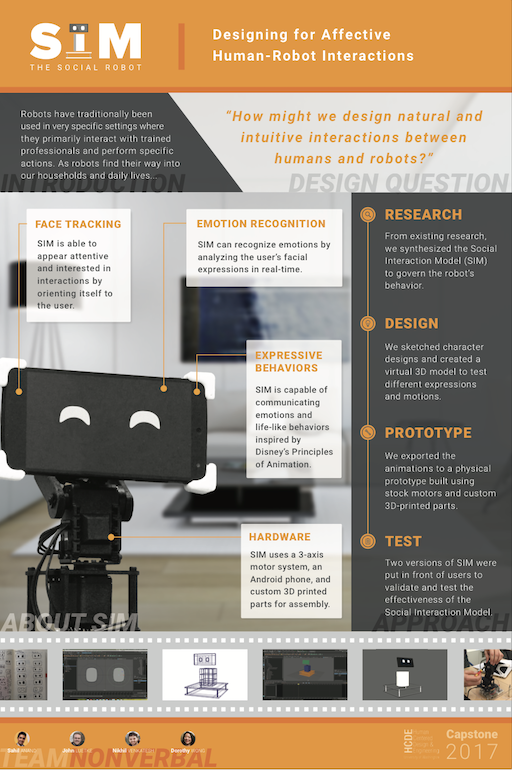 SIM
THE SOCIAL ROBOT
Designing for Affective
Human-Robot Interactions
Robots have traditionally been
used in very specific settings where
they primarily interact with trained
professionals and perform specific
actions. As robots find their way into
our households and daily lives...
INTRODUCTION
"How might we design natural and
intuitive interactions between
humans and robots?"
DESIGN QUESTION
FACE TRACKING
SIM is able to
appear attentive
and interested in
interactions by
orienting itself to
the user.
EMOTION RECOGNITION
SIM can recognize emotions by
analyzing the user's facial
expressions in real-time.
EXPRESSIVE
BEHAVIORS
SIM is capable of
communicating
emotions and
life-like behaviors
inspired by
Disney's Principles
of Animation.
HARDWARE
SIM uses a 3-axis
motor system, an
Android phone, and
custom 3D printed
parts for assembly.
ABOUT SIM
RESEARCH
From existing research,
we synthesized the Social
Interaction Model (SIM)
to govern the robot's
behavior.
DESIGN
We sketched character
designs and created a
virtual 3D model to test
different expressions
and motions.
PROTOTYPE
We exported the
animations to a physical
prototype built using
stock motors and custom
3D-printed parts.
TEST
Two versions of SIM were
put in front of users to
validate and test the
effectiveness of the
Social Interaction Model.
APPROACH
John
Dorothy
TEAMNONVERBAL
HCDE
Capstone
2017